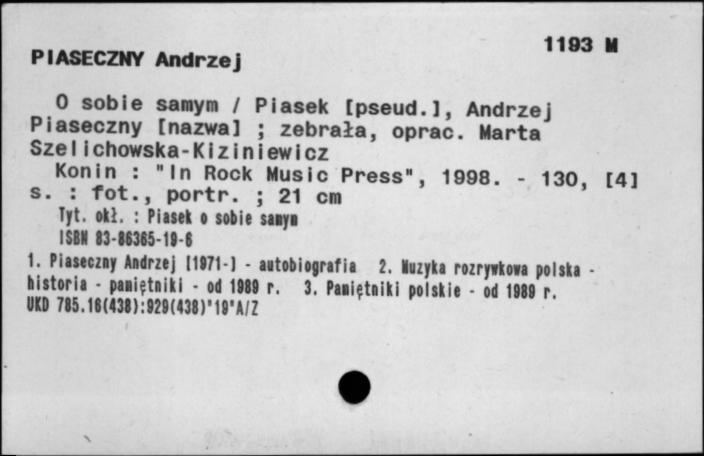 1193 M
PIASECZNY Andrzej
O sobie samym / Piasek [pseud.], Andrzej
Piaseczny [nazwa] ; zebrała, oprac. Marta
Szelichowska-Kiziniewicz
Konin : "In Rock Music Press", 1998. - 130, [4]
s. : fot., portr. ; 21 cm
Tyt. okł. : Piasek o sobie samym
ISBN 83-86365-19-6
1. Piaseczny Andrzej [1971-] - autobiografia 2. Muzyka rozrywkowa polska -
historia - pamiętniki - od 1989 r. 3. Pamiętniki polskie - od 1989 r.
UKD 785.16(438):929(438)"19"A/Z